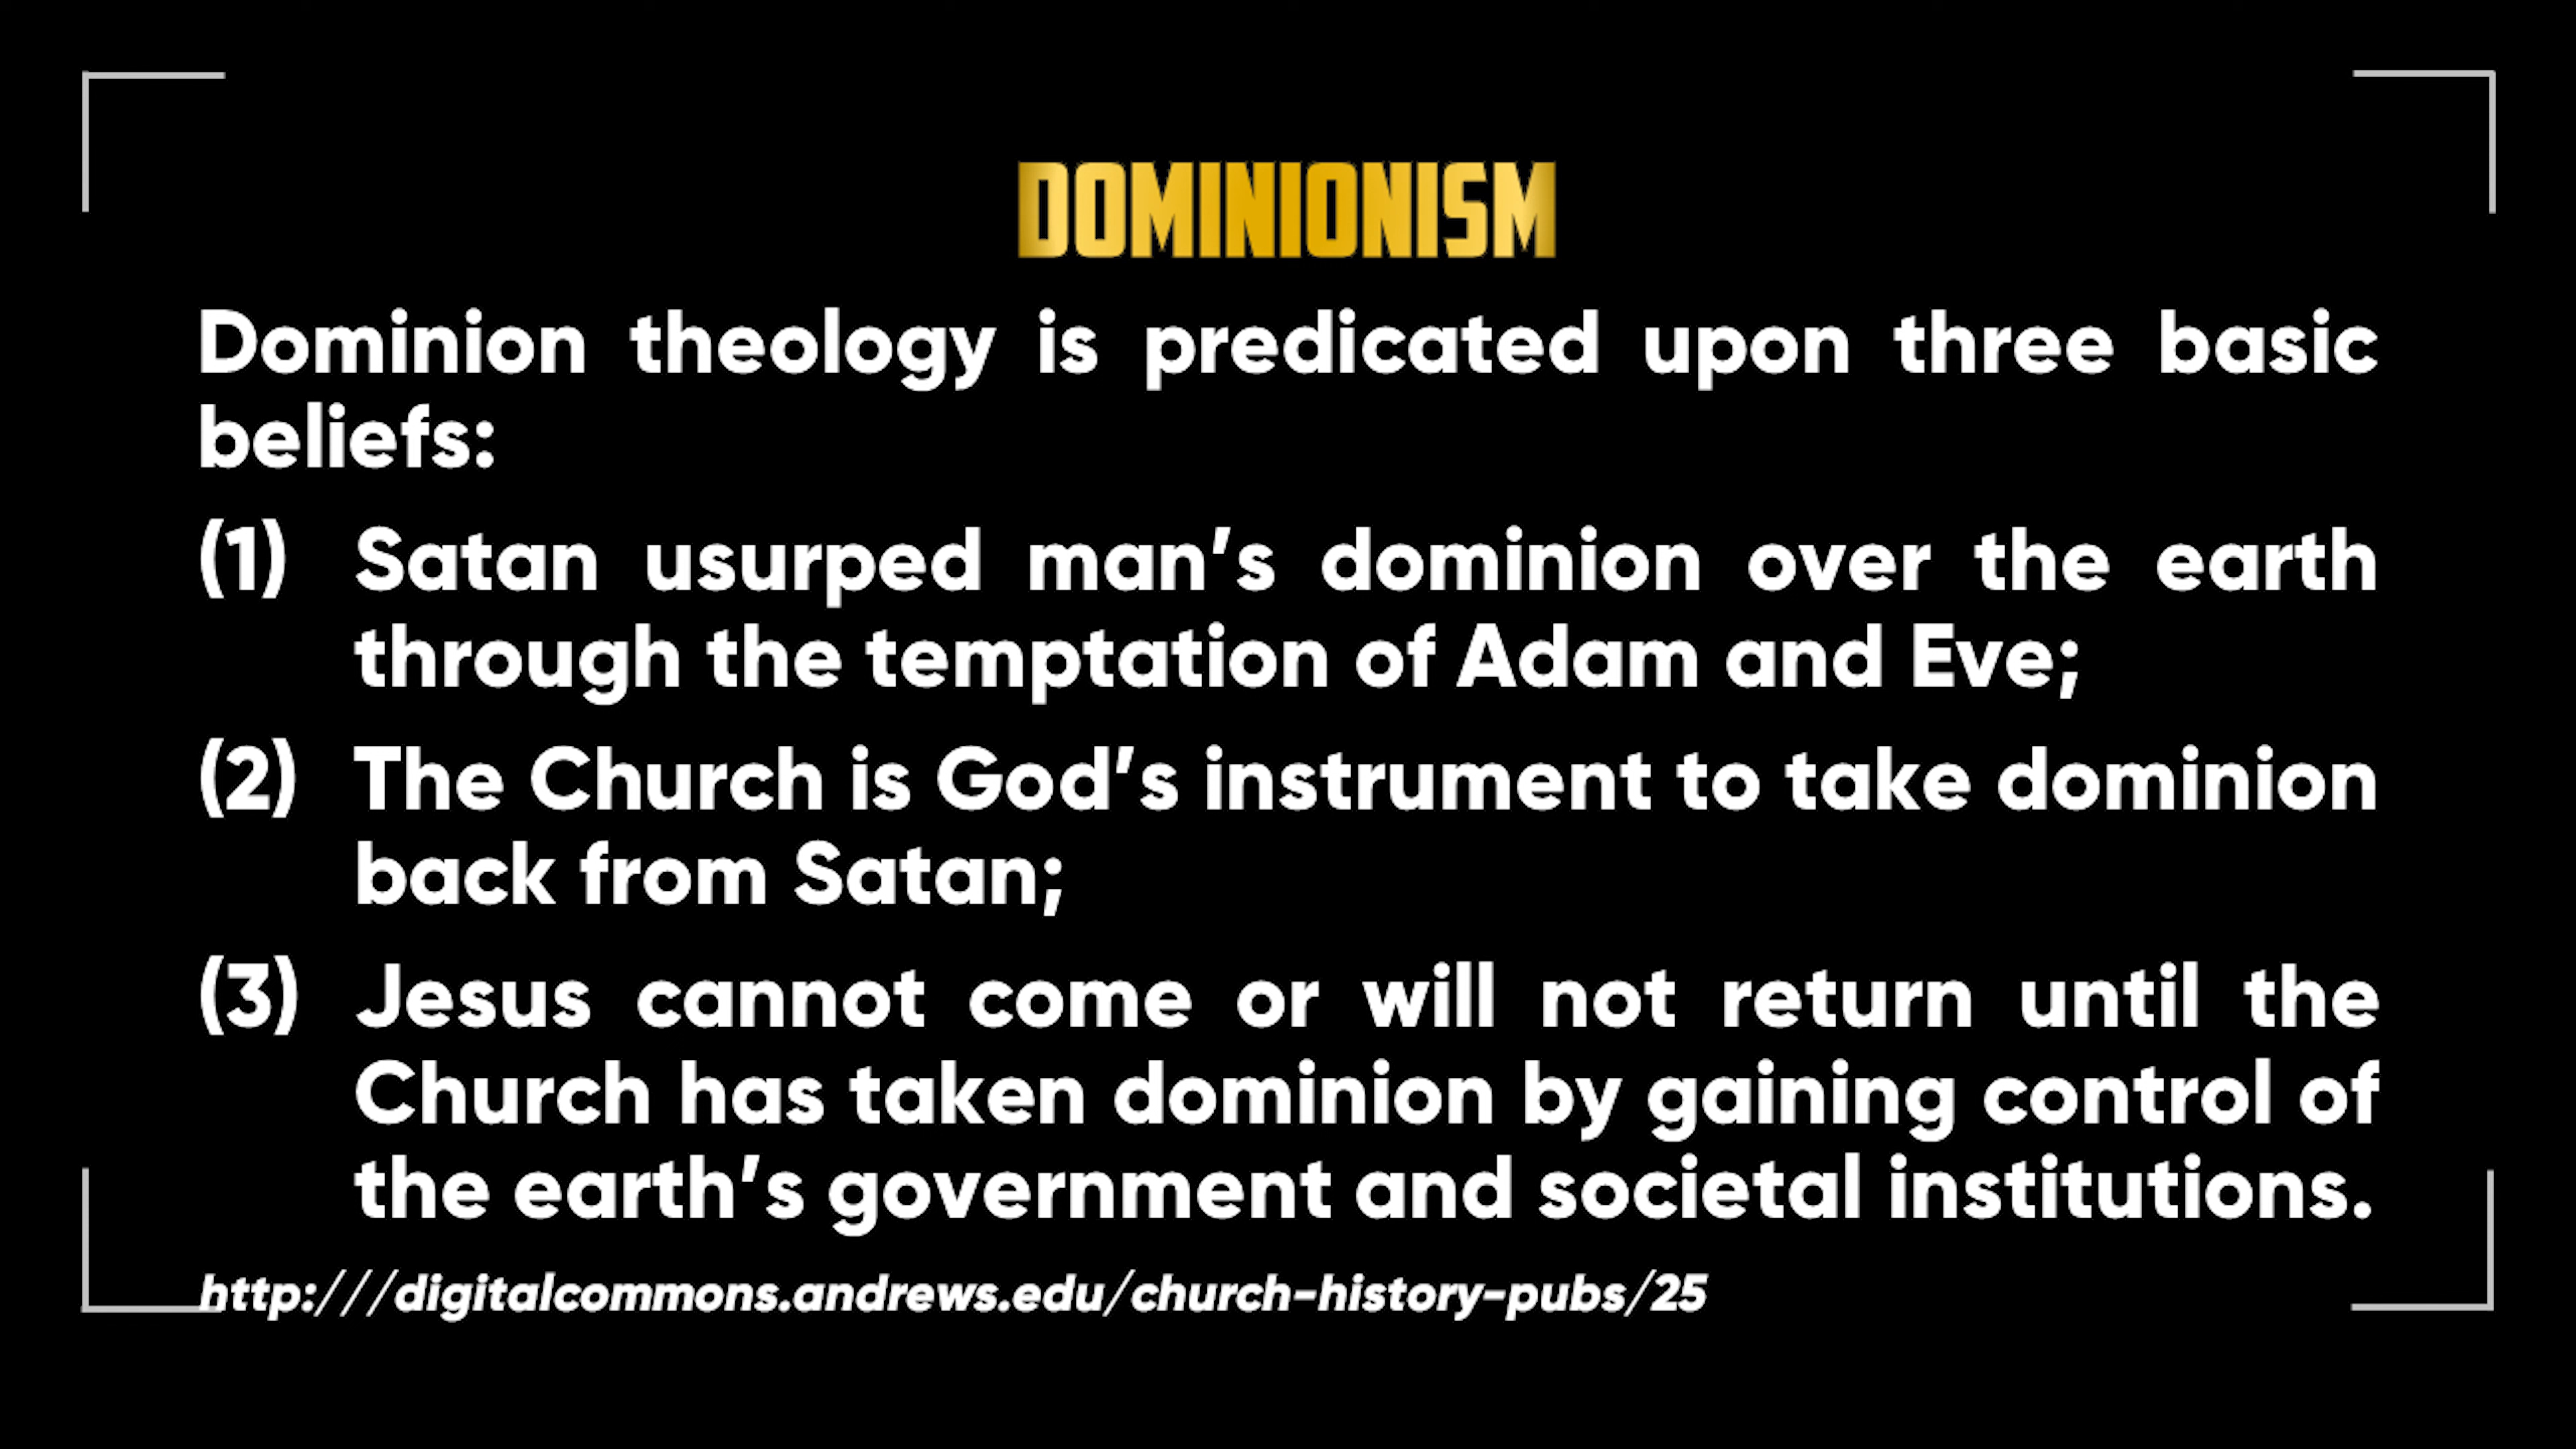 DOMINIONISM
Dominion theology is predicated upon three basic
beliefs:
(1) Satan usurped man’s dominion over the earth
through the temptation of Adam and Eve;
(2) The Church is God’s instrument to take dominion
back from Satan;
(3) Jesus cannot come or will not return until the
Church has taken dominion by gaining control of
the earth’s government and societal institutions.
http:///digitalcommons.andrews.edu/church-history-pubs/25